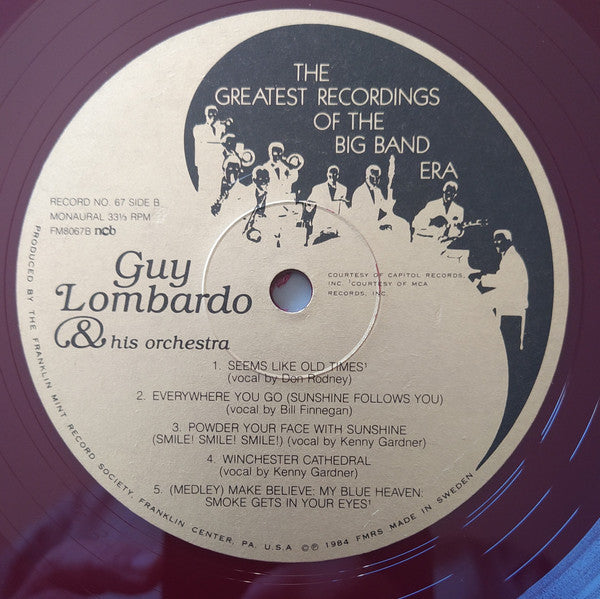 THE
GREATEST RECORDINGS
OF THE
BIG BAND
ERA
RECORD NO. 67 SIDE B
MONAURAL 33⅓ RPM
FM8067B ncb
Guy
Lombardo
& his orchestra
COURTESY OF CAPITOL RECORDS,
INC. ¹COURTESY OF MCA
RECORDS, INC.
1. SEEMS LIKE OLD TIMES¹
(vocal by Don Rodney)
2. EVERYWHERE YOU GO (SUNSHINE FOLLOWS YOU)
(vocal by Bill Finnegan)
3. POWDER YOUR FACE WITH SUNSHINE
(SMILE! SMILE! SMILE!) (vocal by Kenny Gardner)
4. WINCHESTER CATHEDRAL
(vocal by Kenny Gardner)
5. (MEDLEY) MAKE BELIEVE: MY BLUE HEAVEN:
SMOKE GETS IN YOUR EYES¹
PRODUCED BY THE FRANKLIN MINT RECORD SOCIETY, FRANKLIN CENTER, PA. U.S.A ©℗ 1984 FMRS MADE IN SWEDEN